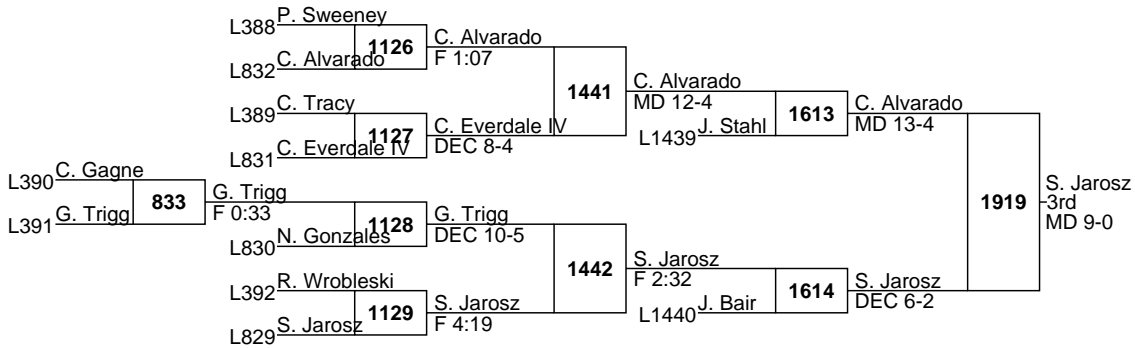 L388 P. Sweeney
1126
C. Alvarado
F 1:07
L832 C. Alvarado
1441
C. Alvarado
MD 12-4
L389 C. Tracy
1127
C. Everdale IV
DEC 8-4
L831 C. Everdale IV
L1439 J. Stahl
1613
C. Alvarado
MD 13-4
L390 C. Gagne
833
G. Trigg
F 0:33
L391 G. Trigg
1128
G. Trigg
DEC 10-5
L830 N. Gonzales
1442
S. Jarosz
F 2:32
L392 R. Wrobleski
1129
S. Jarosz
F 4:19
L829 S. Jarosz
L1440 J. Bair
1614
S. Jarosz
DEC 6-2
1919
S. Jarosz
3rd
MD 9-0